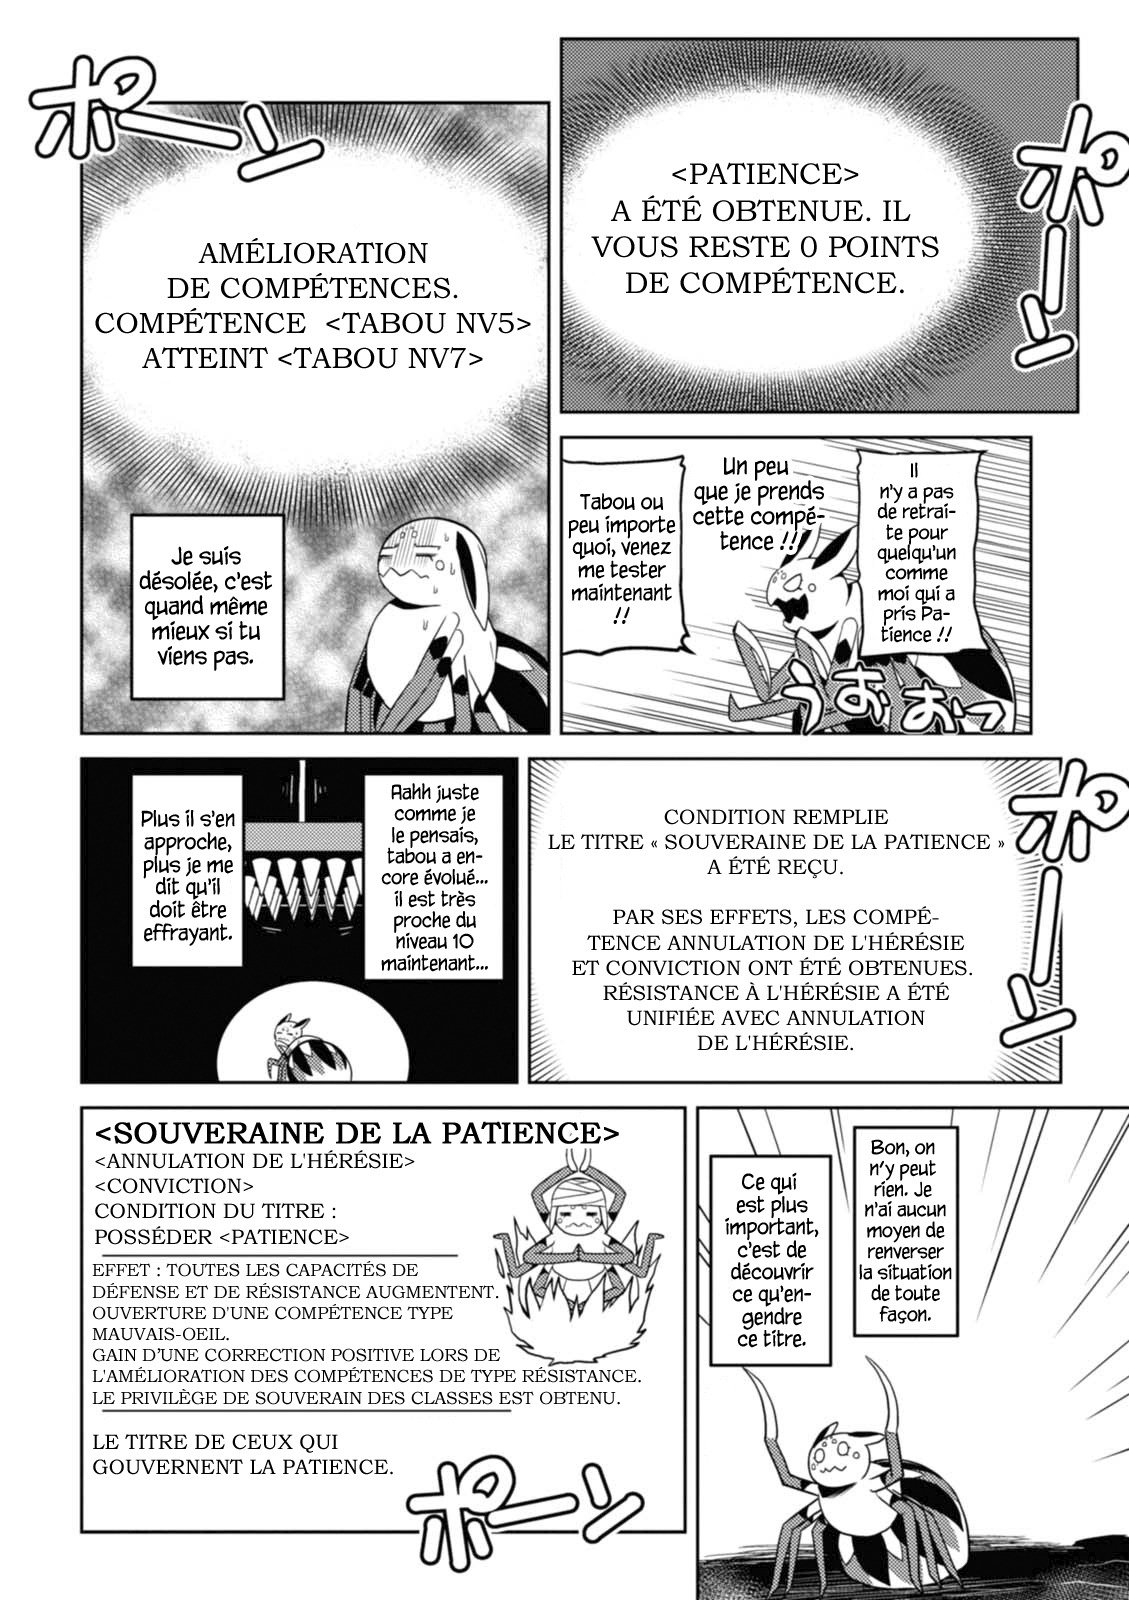 <PATIENCE>
A ÉTÉ OBTENUE. IL
VOUS RESTE 0 POINTS
DE COMPÉTENCE.
ポーン
AMÉLIORATION
DE COMPÉTENCES.
COMPÉTENCE <TABOU NV5>
ATTEINT <TABOU NV7>
ポーン
Il
n'y a pas
de retrai-
te pour
quelqu'un
comme
moi qui a
pris Pa-
tience !!
Un peu
que je prends
cette compé-
tence !!!
Tabou ou
peu importe
quoi, venez
me tester
maintenant
!!
うおおおっ
Je suis
désolée, c'est
quand même
mieux si tu
viens pas.
CONDITION REMPLIE
LE TITRE « SOUVERAINE DE LA PATIENCE »
A ÉTÉ REÇU.
PAR SES EFFETS, LES COMPÉ-
TENCE ANNULATION DE L'HÉRÉSIE
ET CONVICTION ONT ÉTÉ OBTENUES.
RÉSISTANCE À L'HÉRÉSIE A ÉTÉ
UNIFIÉE AVEC ANNULATION
DE L'HÉRÉSIE.
ポーン
Aahh juste
comme je
le pensais,
tabou a en-
core évolué...
il est très
proche du
niveau 10
maintenant...
Plus il s'en
approche,
plus je me
dit qu'il
doit être
effrayant.
Bon, on
n'y peut
rien. Je
n'ai aucun
moyen de
renverser
la situation
de toute
façon.
Ce qui
est plus
important,
c'est de
découvrir
ce qu'en-
gendre
ce titre.
<SOUVERAINE DE LA PATIENCE>
<ANNULATION DE L'HÉRÉSIE>
<CONVICTION>
CONDITION DU TITRE :
POSSÉDER <PATIENCE>
EFFET : TOUTES LES CAPACITÉS DE
DÉFENSE ET DE RÉSISTANCE AUGMENTENT.
OUVERTURE D'UNE COMPÉTENCE TYPE
MAUVAIS-OEIL.
GAIN D'UNE CORRECTION POSITIVE LORS DE
L'AMÉLIORATION DES COMPÉTENCES DE TYPE RÉSISTANCE.
LE PRIVILÈGE DE SOUVERAIN DES CLASSES EST OBTENU.
LE TITRE DE CEUX QUI
GOUVERNENT LA PATIENCE.
ポーン